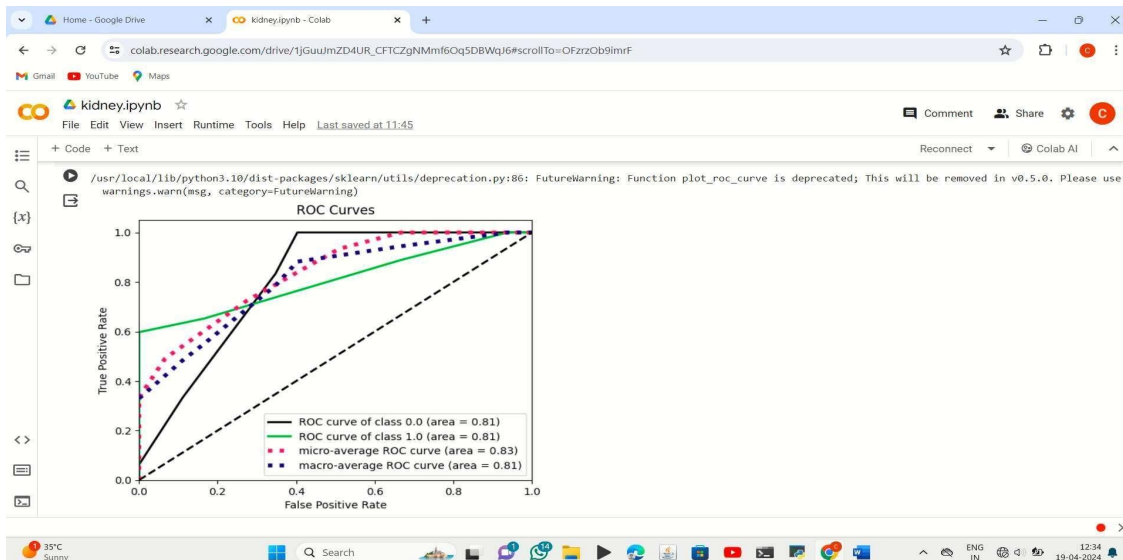 Home - Google Drive
kidney.ipynb - Colab
colab.research.google.com/drive/1jGuuJmZD4UR_CFTCZgNMmf6Oq5DBWqJ6#scrollTo=OFzrzOb9imrF
C
Gmail YouTube Maps
CO kidney.ipynb
Comment Share C
File Edit View Insert Runtime Tools Help Last saved at 11:45
+ Code + Text Reconnect Colab AI
/usr/local/lib/python3.10/dist-packages/sklearn/utils/deprecation.py:86: FutureWarning: Function plot_roc_curve is deprecated; This will be removed in v0.5.0. Please use
warnings.warn(msg, category=FutureWarning)
{x}
ROC Curves
1.0
0.8
0.6
0.4
0.2
0.0
True Positive Rate
ROC curve of class 0.0 (area = 0.81)
ROC curve of class 1.0 (area = 0.81)
micro-average ROC curve (area = 0.83)
macro-average ROC curve (area = 0.81)
0.0 0.2 0.4 0.6 0.8 1.0
False Positive Rate
35°C
Sunny
Search
ENG
IN
12:34
19-04-2024